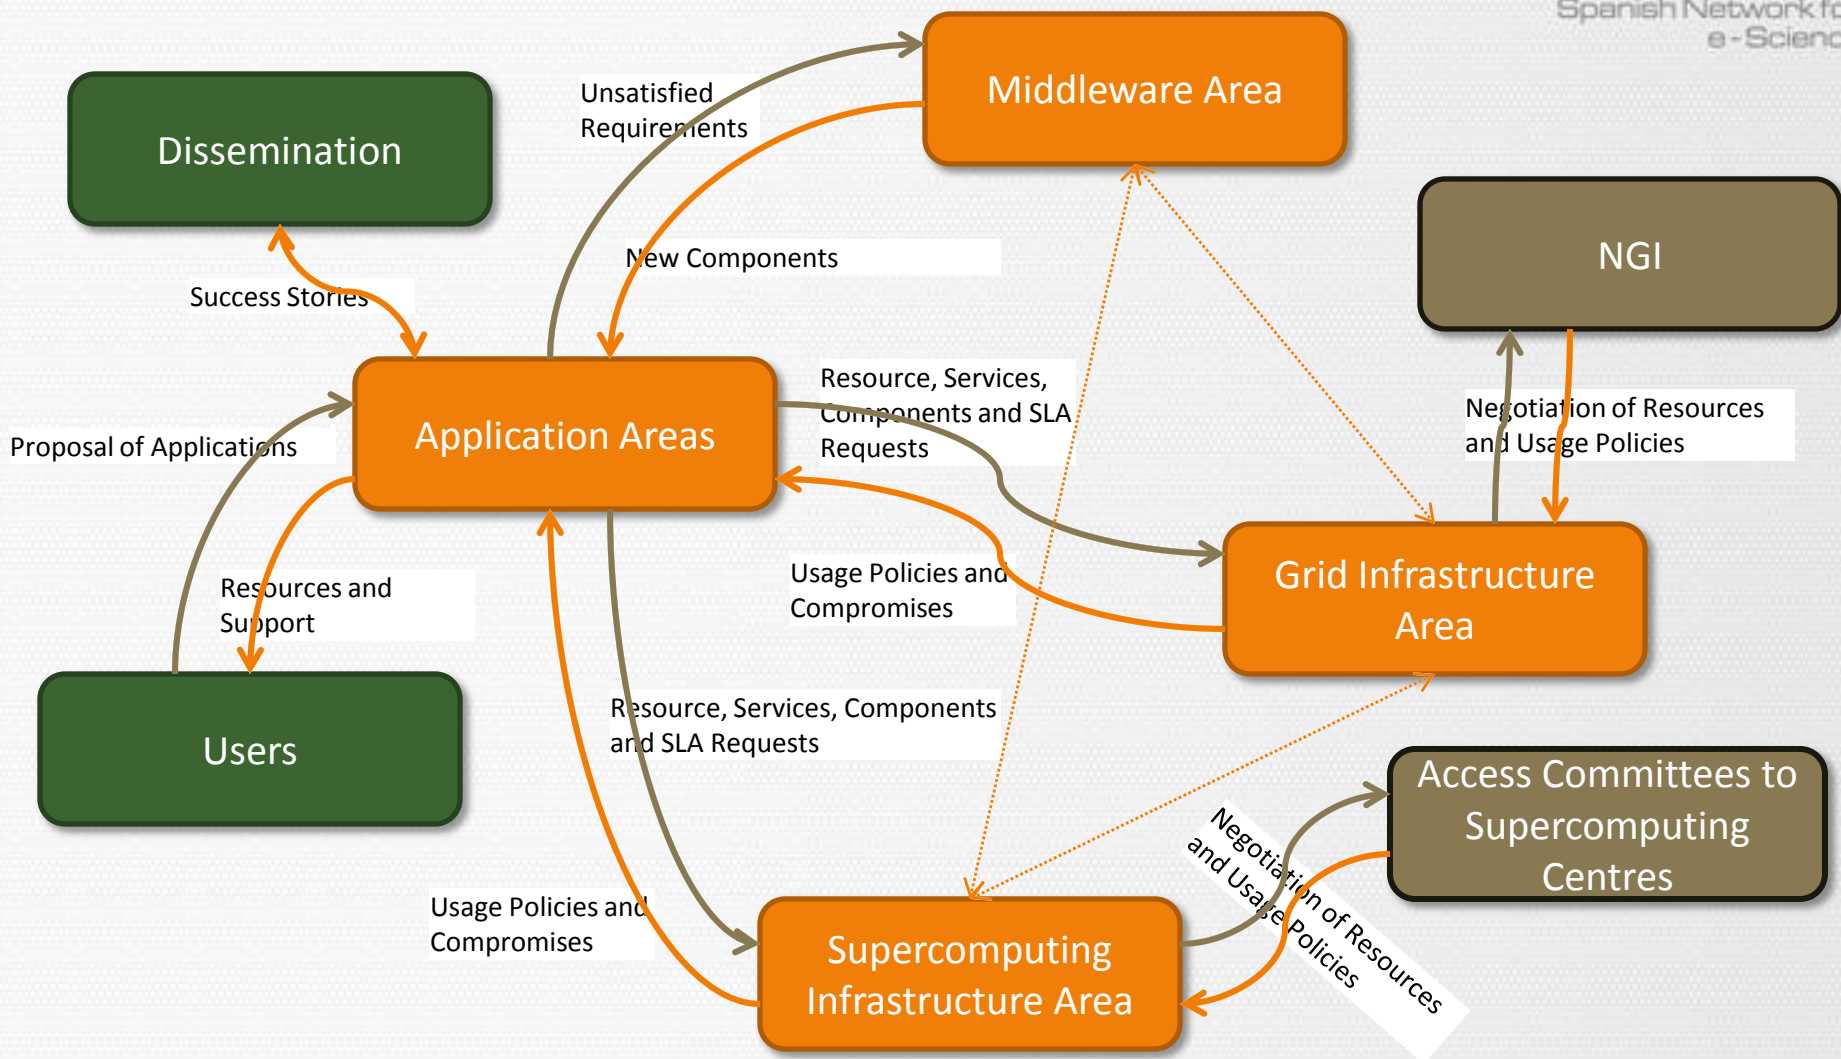 Spanish Network fo
e-Scienc
Middleware Area
Unsatisfied
Requirements
Dissemination
NGI
New Components
Success Stories
Resource, Services,
Components and SLA
Requests
Negotiation of Resources
and Usage Policies
Application Areas
Proposal of Applications
Usage Policies and
Compromises
Grid Infrastructure
Area
Resources and
Support
Resource, Services, Components
and SLA Requests
Users
Access Committees to
Supercomputing
Centres
Negotiation of Resources
and Usage Policies
Usage Policies and
Compromises
Supercomputing
Infrastructure Area